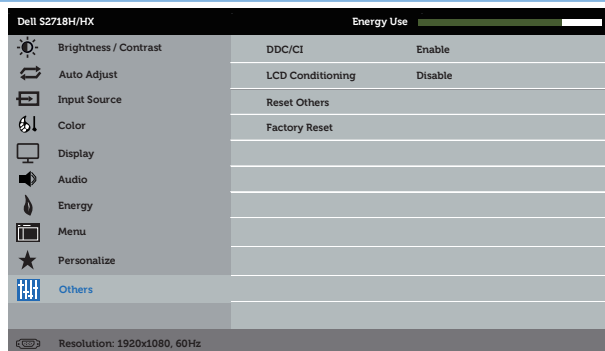 Dell S2718H/HX Energy Use
Brightness / Contrast DDC/CI Enable
Auto Adjust LCD Conditioning Disable
Input Source Reset Others
Color Factory Reset
Display
Audio
Energy
Menu
Personalize
Others
Resolution: 1920x1080, 60Hz